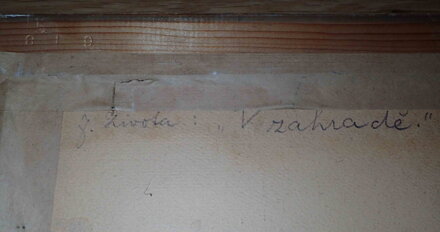 J. Života: „V zahradě."